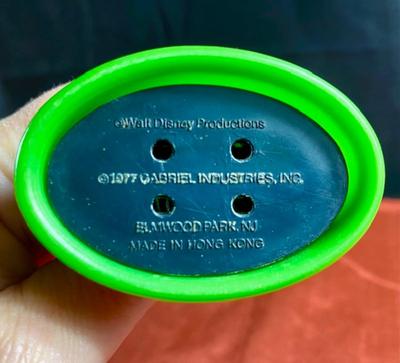 ©Walt Disney Productions
©1977 GABRIEL INDUSTRIES, INC.
ELMWOOD PARK, NJ
MADE IN HONG KONG